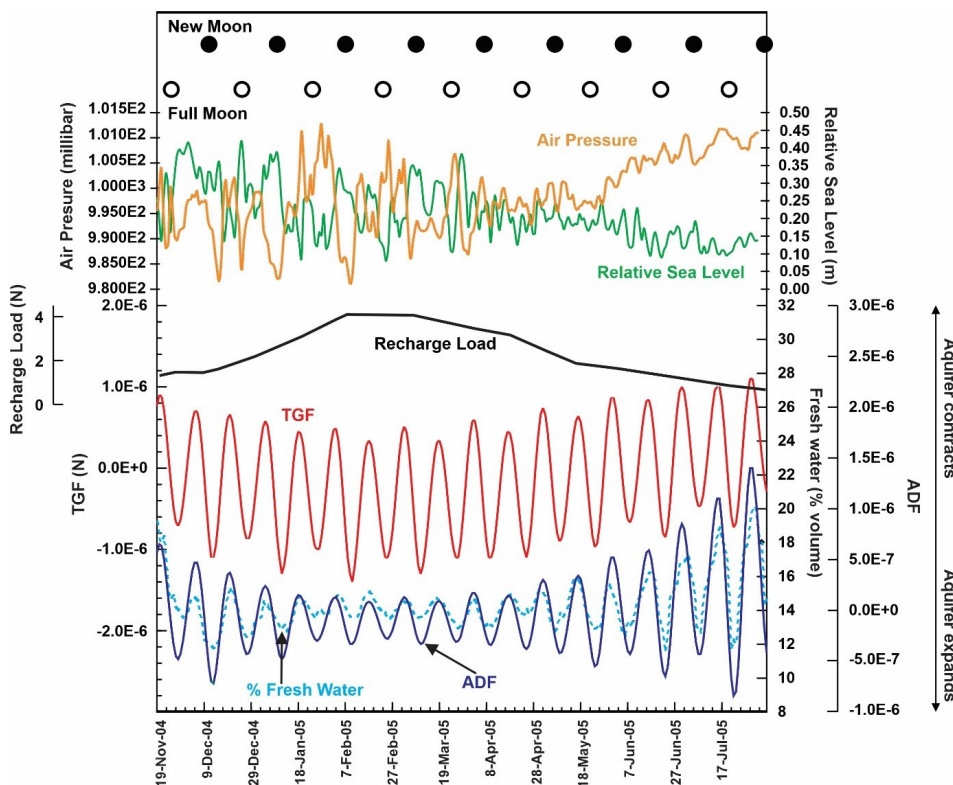 New Moon
Full Moon
1.015E2
1.010E2
1.005E2
1.000E3
9.950E2
9.900E2
9.850E2
9.800E2
Air Pressure (millibar)
0.50
0.45
0.40
0.35
0.30
0.25
0.20
0.15
0.10
0.05
0.00
Relative Sea Level (m)
Air Pressure
Relative Sea Level
Recharge Load (N)
4
2
0
2.0E-6
1.0E-6
0.0E+0
-1.0E-6
-2.0E-6
TGF (N)
Recharge Load
TGF
% Fresh Water
ADF
32
30
28
26
24
22
20
18
16
14
12
10
8
Fresh water (% volume)
3.0E-6
2.5E-6
2.0E-6
1.5E-6
1.0E-6
5.0E-7
0.0E+0
-5.0E-7
-1.0E-6
ADF
Aquirer contracts
Aquirer expands
19-Nov-04
9-Dec-04
29-Dec-04
18-Jan-05
7-Feb-05
27-Feb-05
19-Mar-05
8-Apr-05
28-Apr-05
18-May-05
7-Jun-05
27-Jun-05
17-Jul-05